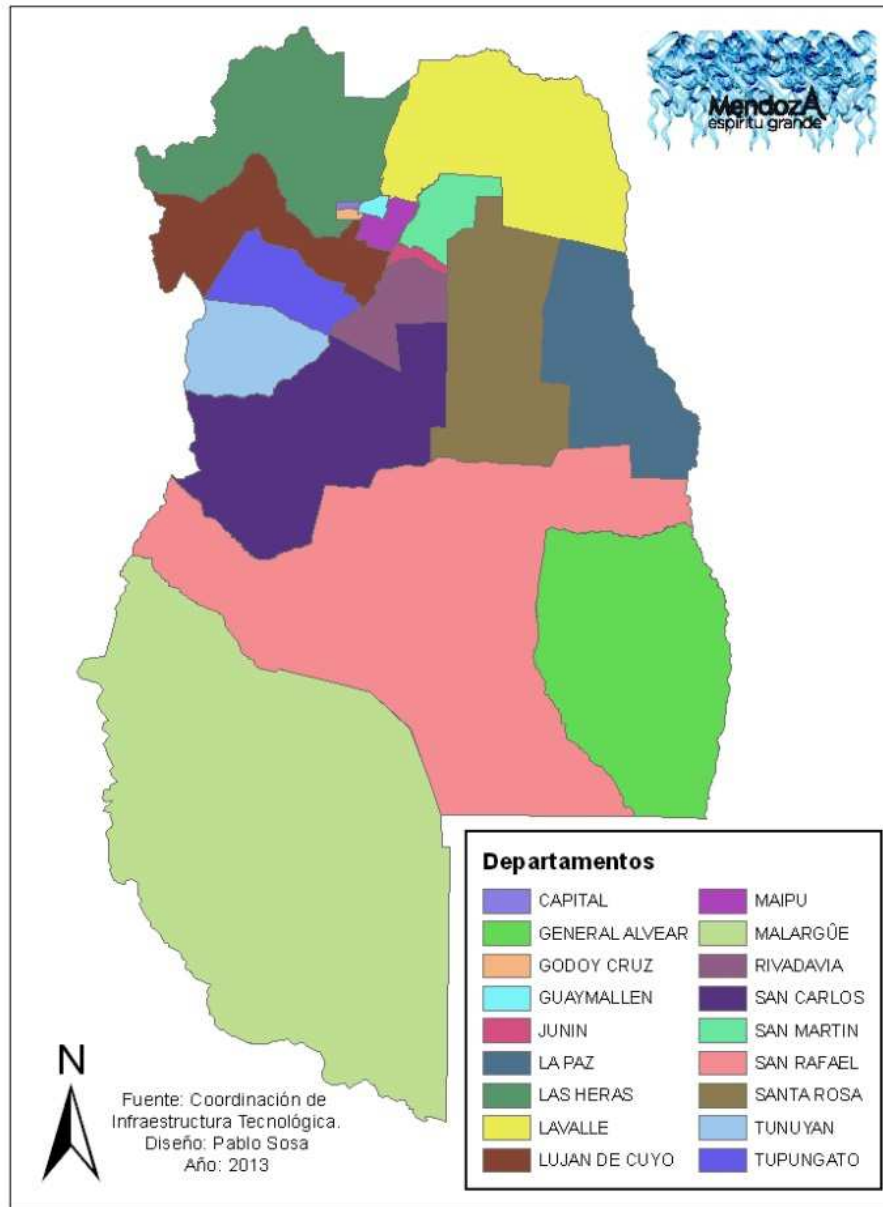 MendozA
espíritu grande
Departamentos
CAPITAL
GENERAL ALVEAR
GODOY CRUZ
GUAYMALLEN
JUNIN
LA PAZ
LAS HERAS
LAVALLE
LUJAN DE CUYO
MAIPU
MALARGÛE
RIVADAVIA
SAN CARLOS
SAN MARTIN
SAN RAFAEL
SANTA ROSA
TUNUYAN
TUPUNGATO
N
Fuente: Coordinación de
Infraestructura Tecnológica.
Diseño: Pablo Sosa
Año: 2013